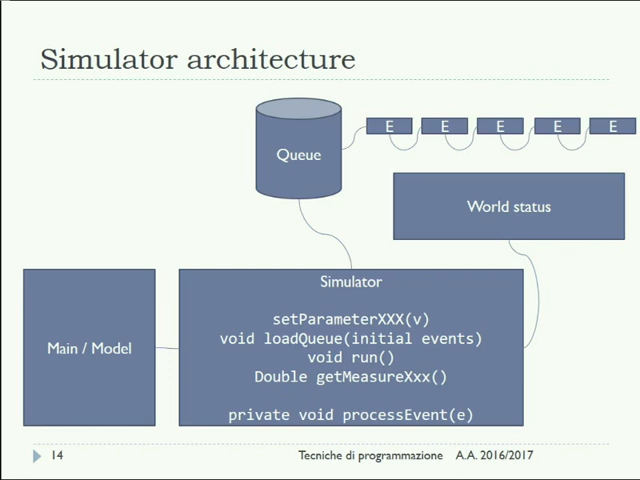 Simulator architecture
E E E E E
Queue
World status
Main / Model
Simulator
setParameterXXX(v)
void loadQueue(initial events)
void run()
Double getMeasureXxx()
private void processEvent(e)
14 Tecniche di programmazione A.A. 2016/2017